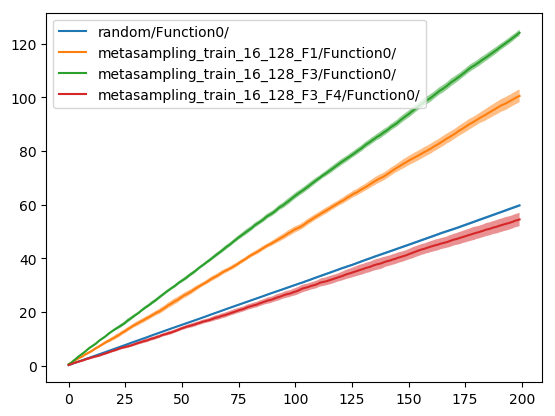 random/Function0/
metasampling_train_16_128_F1/Function0/
metasampling_train_16_128_F3/Function0/
metasampling_train_16_128_F3_F4/Function0/
120
100
80
60
40
20
0
0 25 50 75 100 125 150 175 200